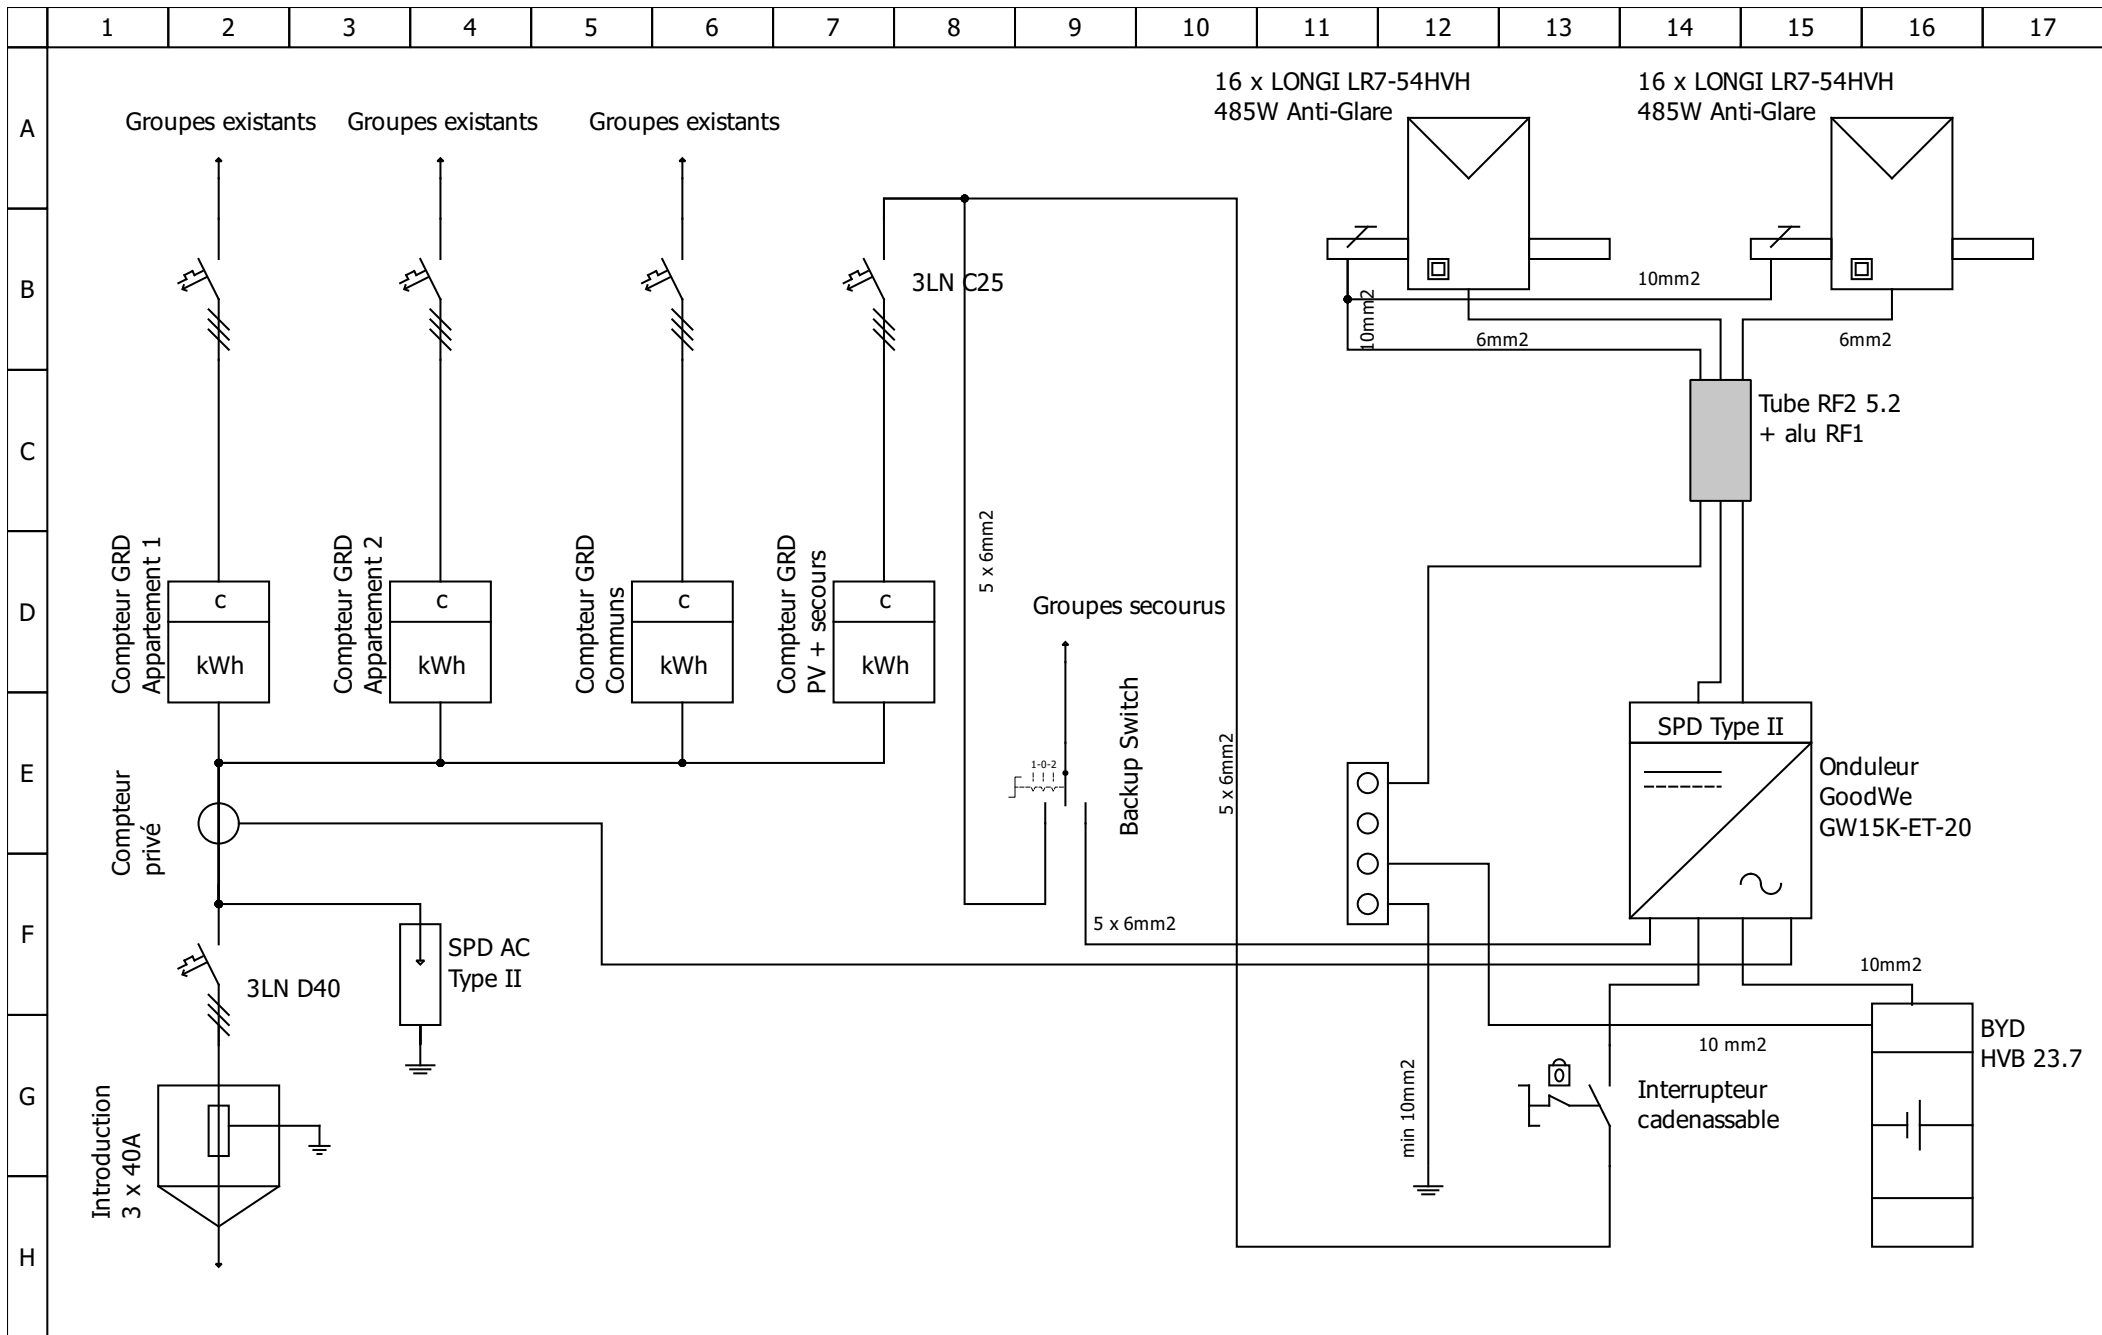 1 2 3 4 5 6 7 8 9 10 11 12 13 14 15 16 17
A
B
C
D
E
F
G
H
Groupes existants
Groupes existants
Groupes existants
16 x LONGI LR7-54HVH
485W Anti-Glare
16 x LONGI LR7-54HVH
485W Anti-Glare
3LN C25
10mm2
10mm2
6mm2
6mm2
Tube RF2 5.2
+ alu RF1
Compteur GRD
Appartement 1
c
kWh
Compteur GRD
Appartement 2
c
kWh
Compteur GRD
Communs
c
kWh
Compteur GRD
PV + secours
c
kWh
5 x 6mm2
Groupes secourus
Backup Switch
1-0-2
5 x 6mm2
SPD Type II
Onduleur
GoodWe
GW15K-ET-20
Compteur
privé
SPD AC
Type II
5 x 6mm2
3LN D40
10mm2
BYD
HVB 23.7
10 mm2
min 10mm2
Interrupteur
cadenassable
Introduction
3 x 40A